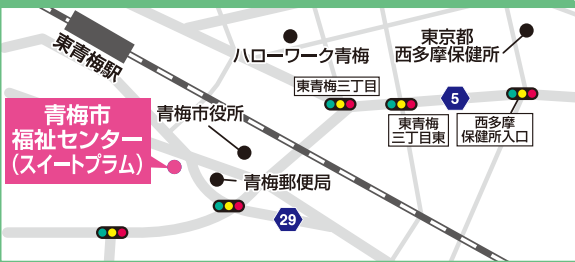 東青梅駅
ハローワーク青梅
東京都
西多摩保健所
東青梅三丁目
5
東青梅
三丁目東
西多摩
保健所入口
青梅市
福祉センター
(スイートプラム)
青梅市役所
青梅郵便局
29